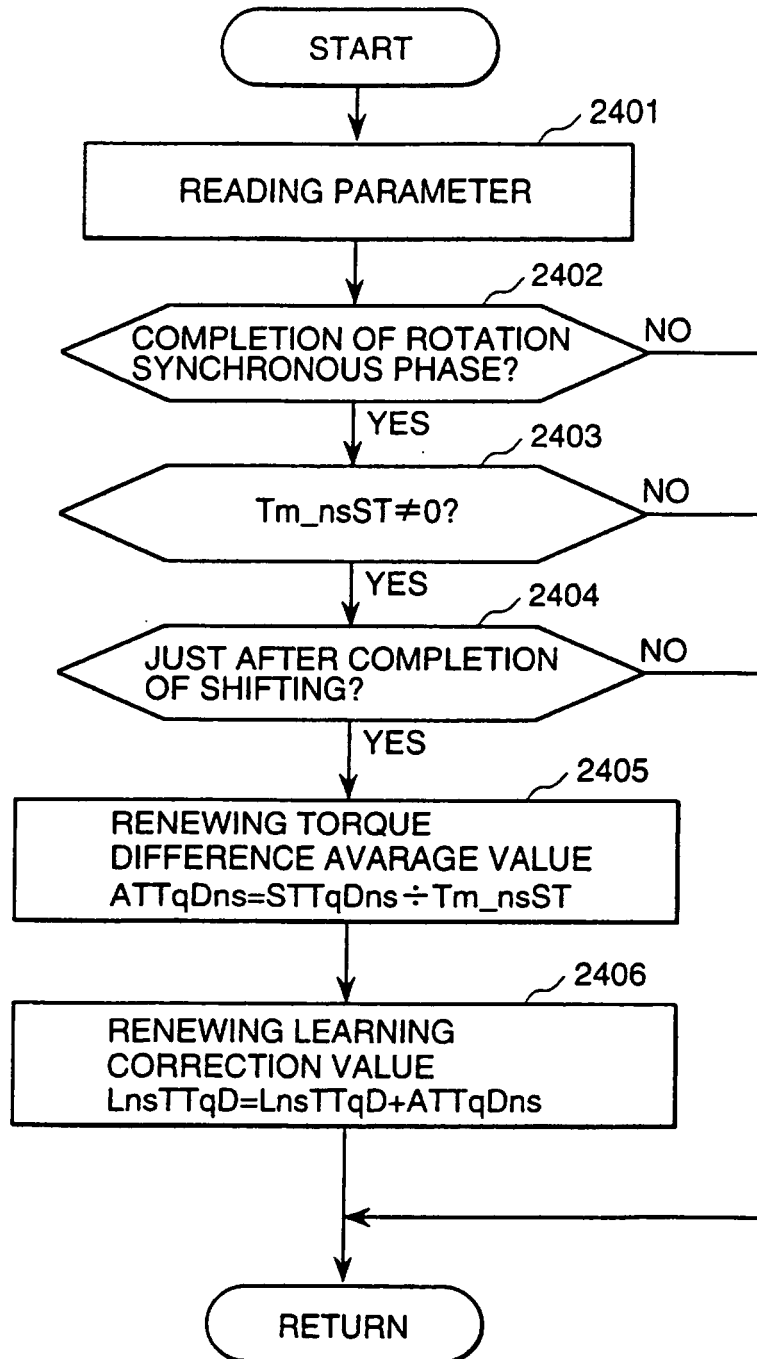 START
2401
READING PARAMETER
2402
COMPLETION OF ROTATION
SYNCHRONOUS PHASE?
NO
YES
2403
Tm_nsST≠0?
NO
YES
2404
JUST AFTER COMPLETION
OF SHIFTING?
NO
YES
2405
RENEWING TORQUE
DIFFERENCE AVARAGE VALUE
ATTqDns=STTqDns÷Tm_nsST
2406
RENEWING LEARNING
CORRECTION VALUE
LnsTTqD=LnsTTqD+ATTqDns
RETURN